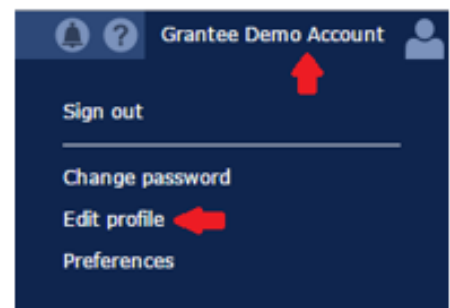 Grantee Demo Account
Sign out
Change password
Edit profile
Preferences